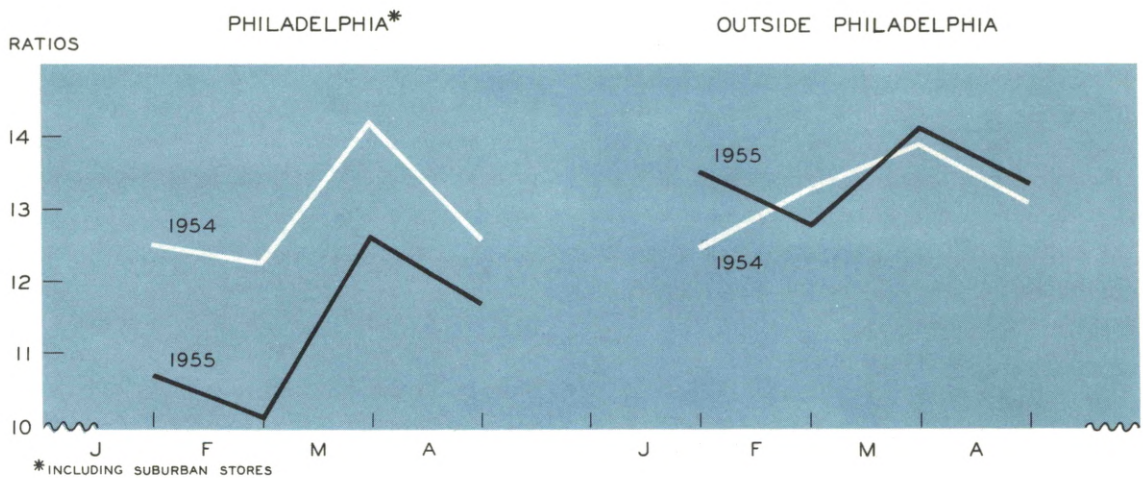 PHILADELPHIA*
OUTSIDE PHILADELPHIA
RATIOS
14
13
12
11
10
1954
1955
1955
1954
J F M A
J F M A
*INCLUDING SUBURBAN STORES